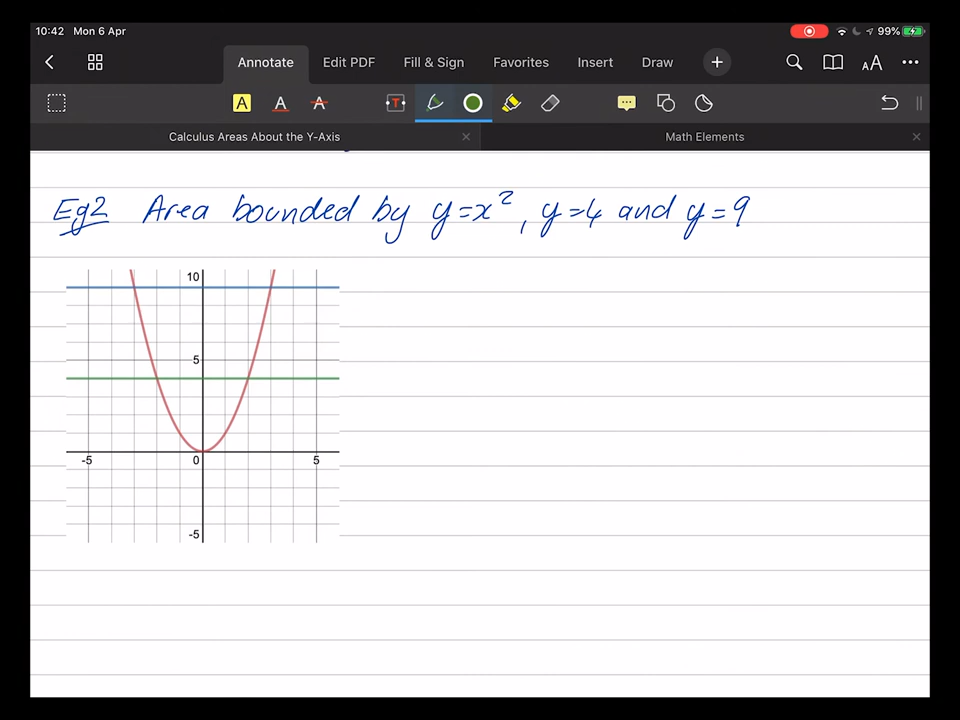 10:42 Mon 6 Apr 99%
Annotate Edit PDF Fill & Sign Favorites Insert Draw
AA
A A A T
Calculus Areas About the Y-Axis Math Elements
Eg2 Area bounded by y=x², y=4 and y=9
10
5
-5 0 5
-5